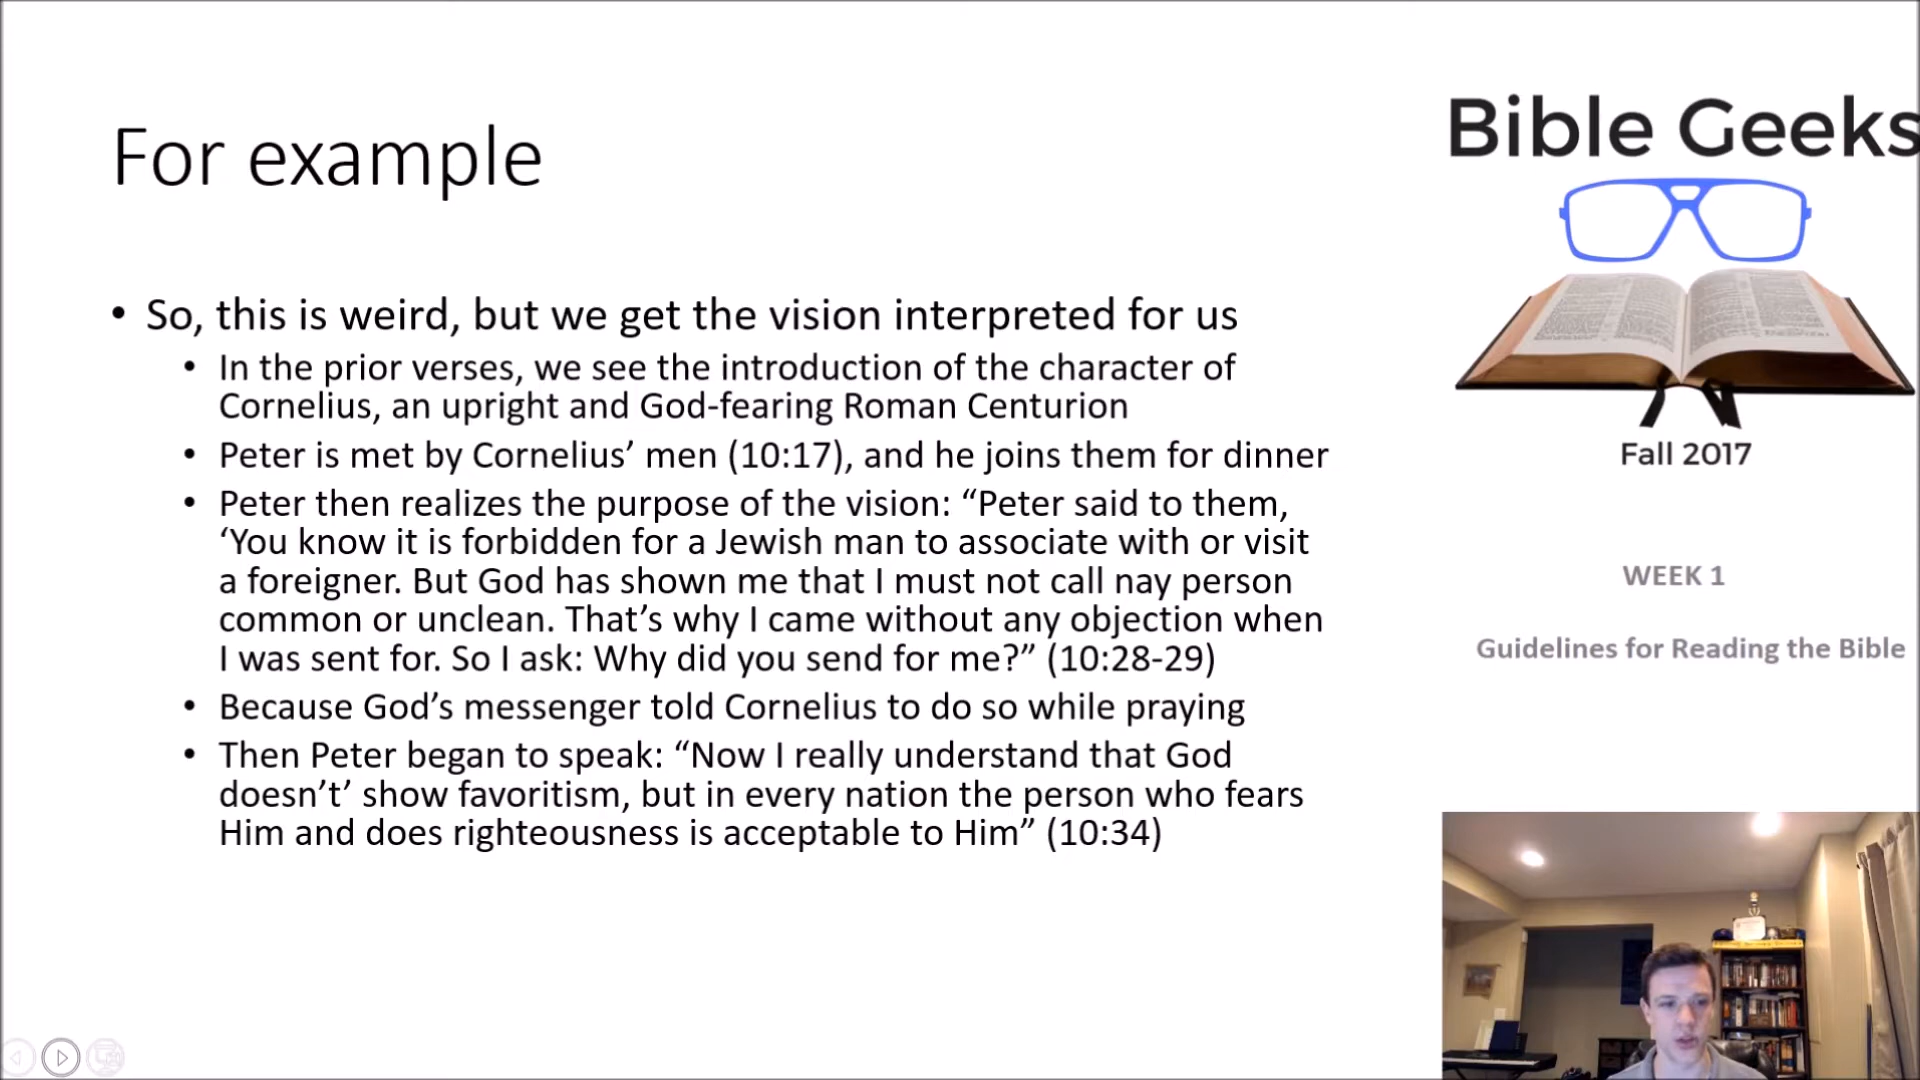 For example
• So, this is weird, but we get the vision interpreted for us
• In the prior verses, we see the introduction of the character of
Cornelius, an upright and God-fearing Roman Centurion
• Peter is met by Cornelius’ men (10:17), and he joins them for dinner
• Peter then realizes the purpose of the vision: “Peter said to them,
‘You know it is forbidden for a Jewish man to associate with or visit
a foreigner. But God has shown me that I must not call nay person
common or unclean. That’s why I came without any objection when
I was sent for. So I ask: Why did you send for me?” (10:28-29)
• Because God’s messenger told Cornelius to do so while praying
• Then Peter began to speak: “Now I really understand that God
doesn’t’ show favoritism, but in every nation the person who fears
Him and does righteousness is acceptable to Him” (10:34)
Bible Geeks
Fall 2017
WEEK 1
Guidelines for Reading the Bible